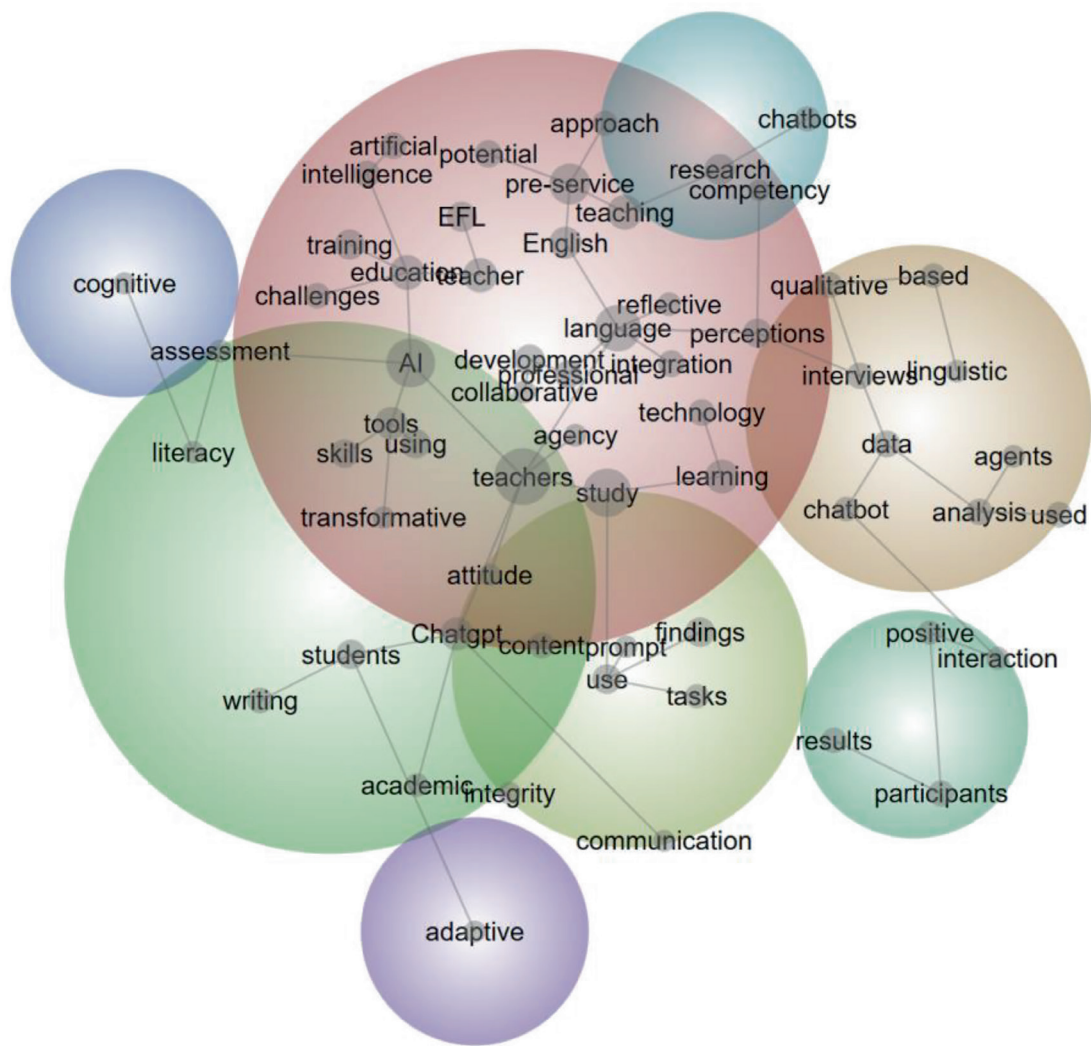 approach
chatbots
artificial
potential
intelligence
research
pre-service
competency
teaching
EFL
training
English
education
teacher
cognitive
challenges
qualitative
based
reflective
language
perceptions
assessment
AI
development
integration
professional
interviews
linguistic
collaborative
technology
tools
agency
using
skills
literacy
data
agents
teachers
study
learning
transformative
chatbot
analysis
used
attitude
Chatgpt
content
prompt
findings
positive
students
interaction
use
writing
tasks
results
academic
integrity
participants
communication
adaptive